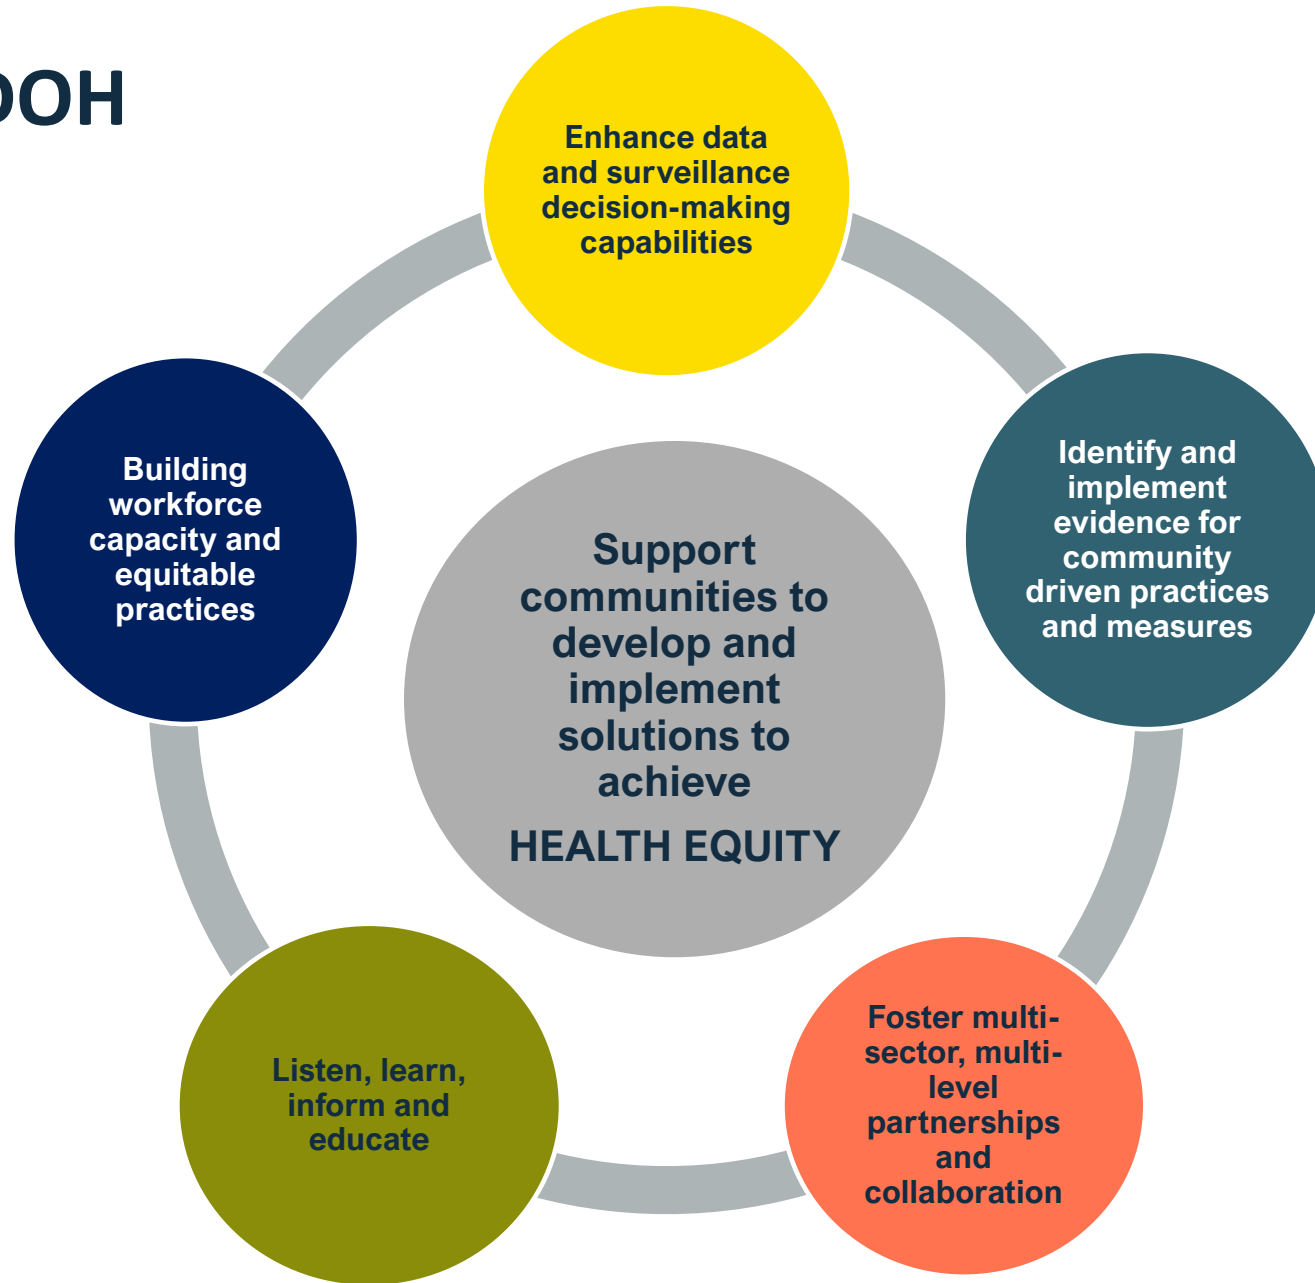 OOH
Enhance data
and surveillance
decision-making
capabilities
Identify and
implement
evidence for
community
driven practices
and measures
Foster multi-
sector, multi-
level
partnerships
and
collaboration
Listen, learn,
inform and
educate
Building
workforce
capacity and
equitable
practices
Support
communities to
develop and
implement
solutions to
achieve
HEALTH EQUITY